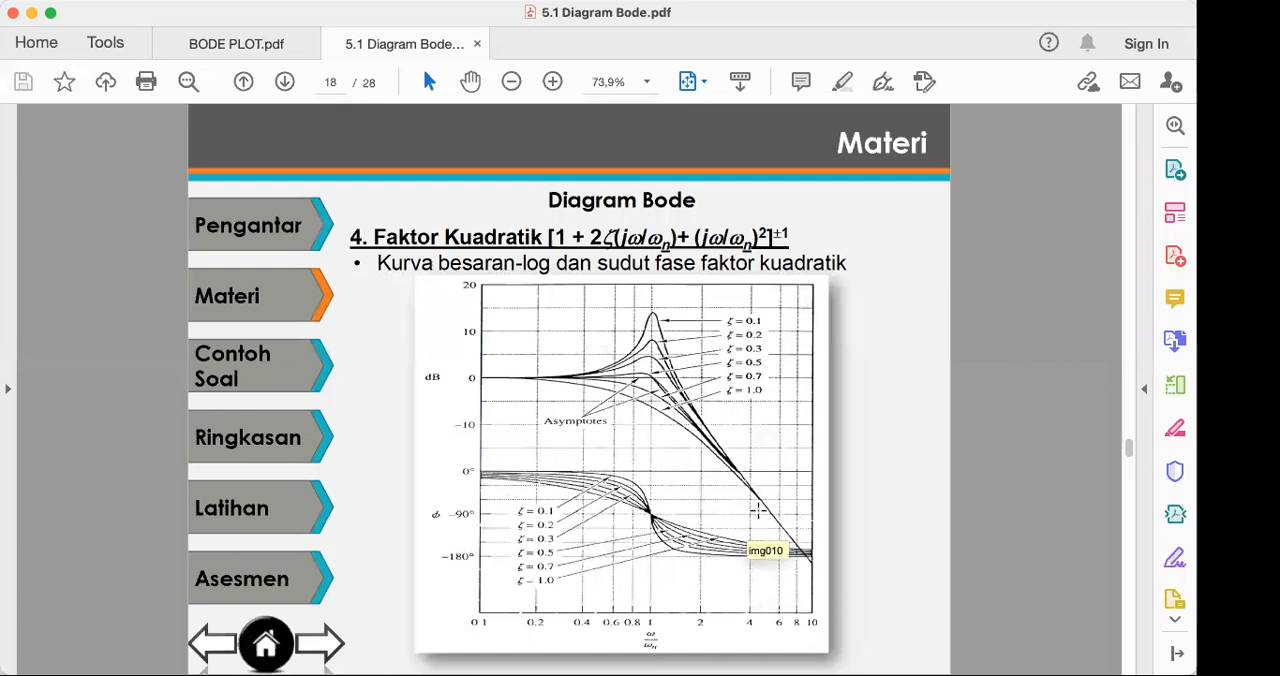 5.1 Diagram Bode.pdf
Home Tools BODE PLOT.pdf 5.1 Diagram Bode... × Sign In
18 / 28 73,9%
Materi
Diagram Bode
Pengantar
Materi
Contoh
Soal
Ringkasan
Latihan
Asesmen
4. Faktor Kuadratik [1 + 2ζ(jω/ωn)+ (jω/ωn)²]±1
• Kurva besaran-log dan sudut fase faktor kuadratik
20
10
dB 0
-10
0°
ϕ -90°
-180°
ζ = 0.1
ζ = 0.2
ζ = 0.3
ζ = 0.5
ζ = 0.7
ζ = 1.0
Asymptotes
ζ = 0.1
ζ = 0.2
ζ = 0.3
ζ = 0.5
ζ = 0.7
ζ = 1.0
img010
0 1 0.2 0.4 0.6 0.8 1 2 4 6 8 10
ω
ωn